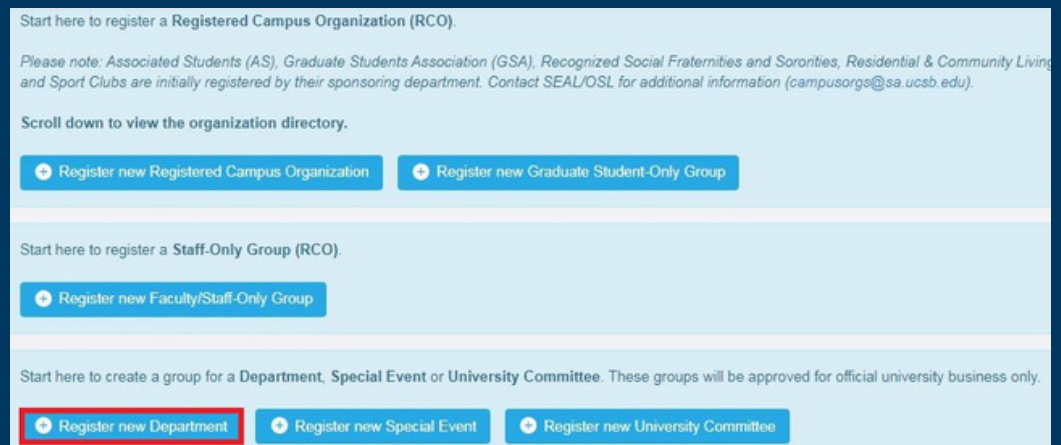 Start here to register a Registered Campus Organization (RCO).
Please note: Associated Students (AS), Graduate Students Association (GSA), Recognized Social Fraternities and Sororities, Residential & Community Living
and Sport Clubs are initially registered by their sponsoring department. Contact SEAL/OSL for additional information (campusorgs@sa.ucsb.edu).
Scroll down to view the organization directory.
Register new Registered Campus Organization Register new Graduate Student-Only Group
Start here to register a Staff-Only Group (RCO).
Register new Faculty/Staff-Only Group
Start here to create a group for a Department, Special Event or University Committee. These groups will be approved for official university business only.
Register new Department Register new Special Event Register new University Committee